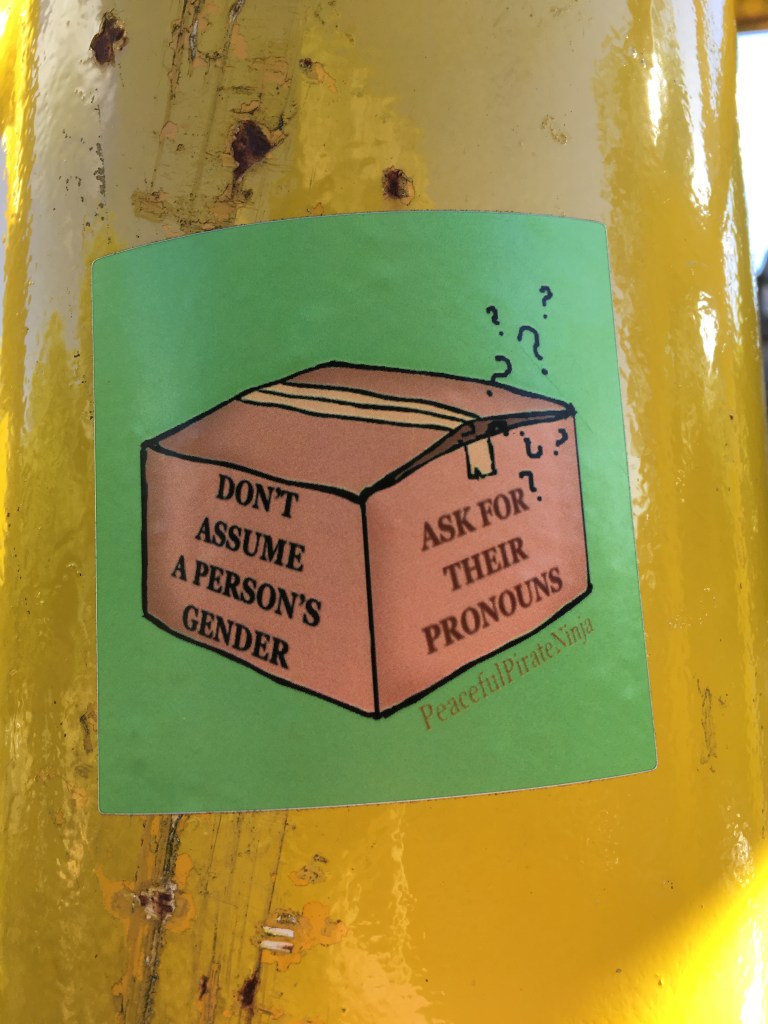 DON'T
ASSUME
A PERSON'S
GENDER
ASK FOR
THEIR
PRONOUNS
PeacefulPirateNinja
? ? ? ? ? ? ?